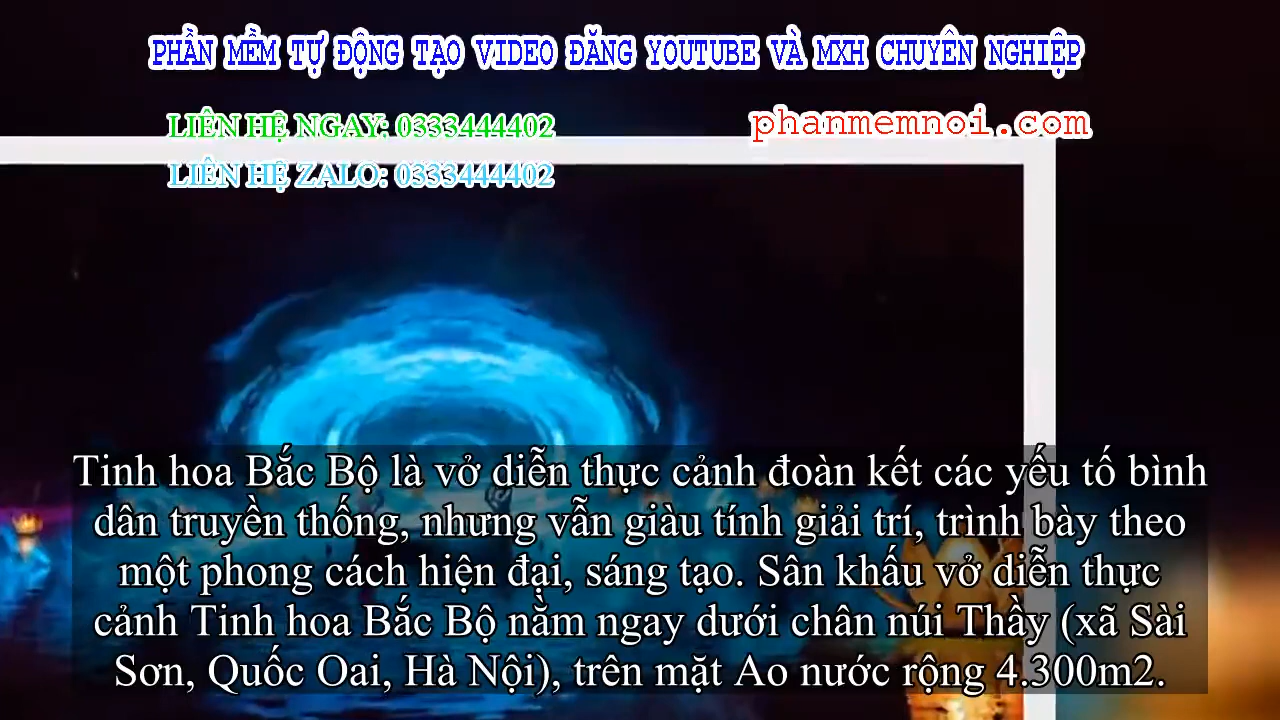 PHẦN MỀM TỰ ĐỘNG TẠO VIDEO ĐĂNG YOUTUBE VÀ MXH CHUYÊN NGHIỆP
LIÊN HỆ NGAY: 0333444402
phanmemnoi.com
LIÊN HỆ ZALO: 0333444402
Tinh hoa Bắc Bộ là vở diễn thực cảnh đoàn kết các yếu tố bình
dân truyền thống, nhưng vẫn giàu tính giải trí, trình bày theo
một phong cách hiện đại, sáng tạo. Sân khấu vở diễn thực
cảnh Tinh hoa Bắc Bộ nằm ngay dưới chân núi Thầy (xã Sài
Sơn, Quốc Oai, Hà Nội), trên mặt Ao nước rộng 4.300m2.